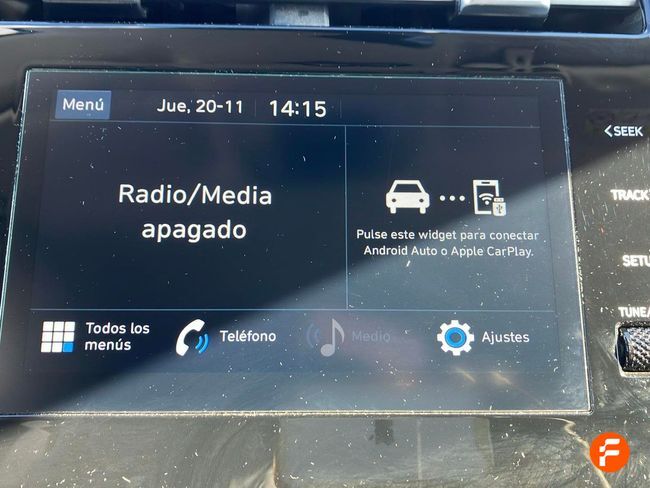 Menú
Jue, 20-11
14:15
Radio/Media
apagado
Pulse este widget para conectar
Android Auto o Apple CarPlay.
Todos los
menús
Teléfono
Medio
Ajustes
<SEEK
TRACK
TUNE/